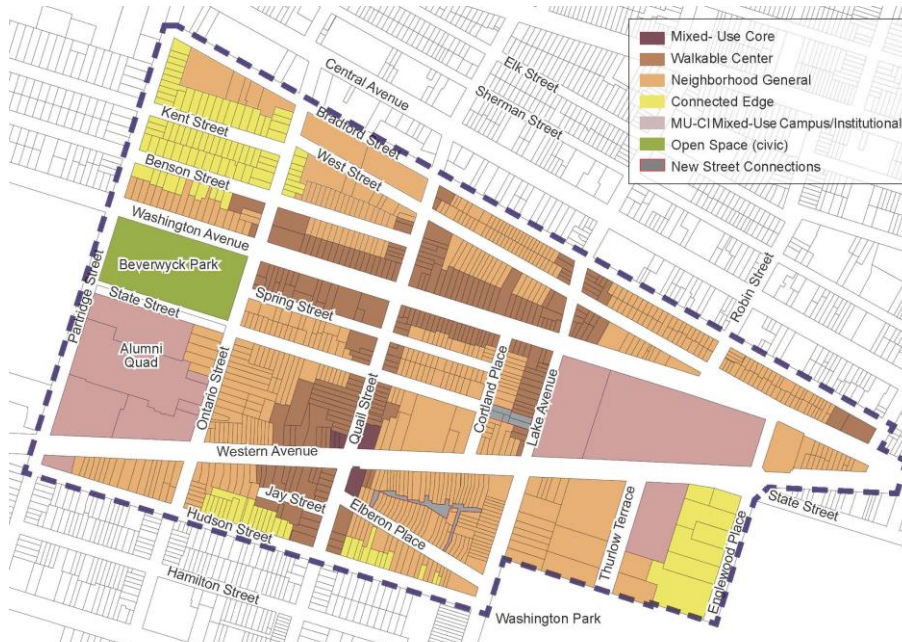 Mixed- Use Core
Walkable Center
Neighborhood General
Connected Edge
MU-CI Mixed-Use Campus/Institutional
Open Space (civic)
New Street Connections
Elk Street
Central Avenue
Sherman Street
Bradford Street
Kent Street
West Street
Benson Street
Washington Avenue
Beverwyck Park
Robin Street
Partridge Street
State Street
Spring Street
Alumni
Quad
Ontario Street
Quail Street
Cortland Place
Lake Avenue
Western Avenue
Jay Street
Elberon Place
Hudson Street
State Street
Thurlow Terrace
Englewood Place
Hamilton Street
Washington Park